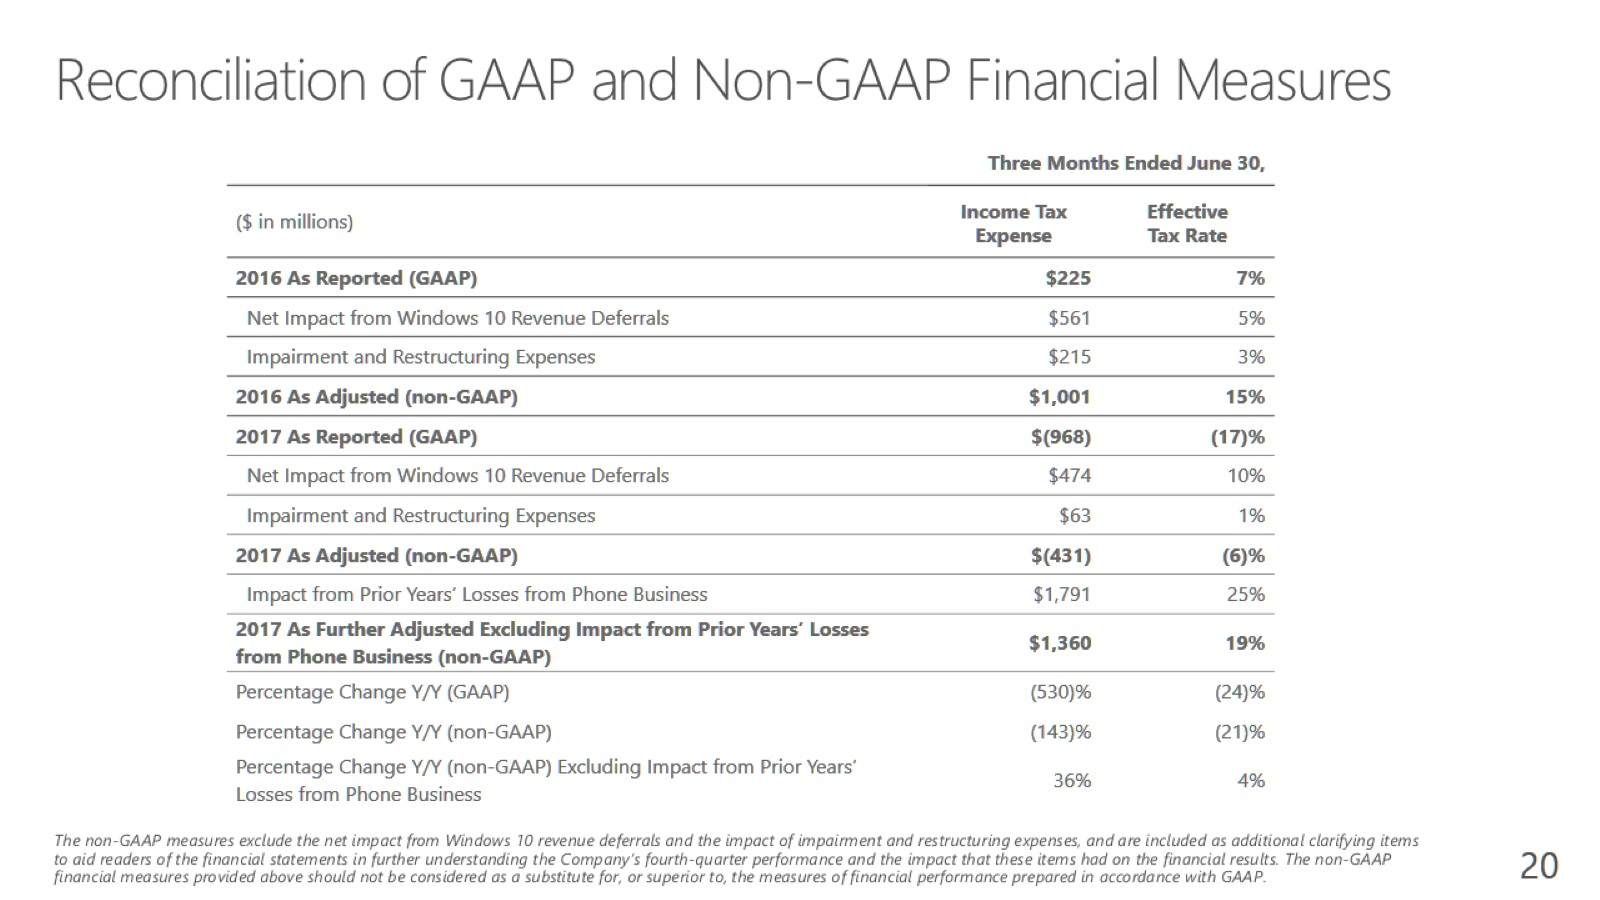 Reconciliation of GAAP and Non-GAAP Financial Measures
Three Months Ended June 30,
($ in millions) Income Tax Expense Effective Tax Rate
2016 As Reported (GAAP) $225 7%
Net Impact from Windows 10 Revenue Deferrals $561 5%
Impairment and Restructuring Expenses $215 3%
2016 As Adjusted (non-GAAP) $1,001 15%
2017 As Reported (GAAP) $(968) (17)%
Net Impact from Windows 10 Revenue Deferrals $474 10%
Impairment and Restructuring Expenses $63 1%
2017 As Adjusted (non-GAAP) $(431) (6)%
Impact from Prior Years' Losses from Phone Business $1,791 25%
2017 As Further Adjusted Excluding Impact from Prior Years' Losses
from Phone Business (non-GAAP) $1,360 19%
Percentage Change Y/Y (GAAP) (530)% (24)%
Percentage Change Y/Y (non-GAAP) (143)% (21)%
Percentage Change Y/Y (non-GAAP) Excluding Impact from Prior Years'
Losses from Phone Business 36% 4%
The non-GAAP measures exclude the net impact from Windows 10 revenue deferrals and the impact of impairment and restructuring expenses, and are included as additional clarifying items
to aid readers of the financial statements in further understanding the Company's fourth-quarter performance and the impact that these items had on the financial results. The non-GAAP
financial measures provided above should not be considered as a substitute for, or superior to, the measures of financial performance prepared in accordance with GAAP.
20